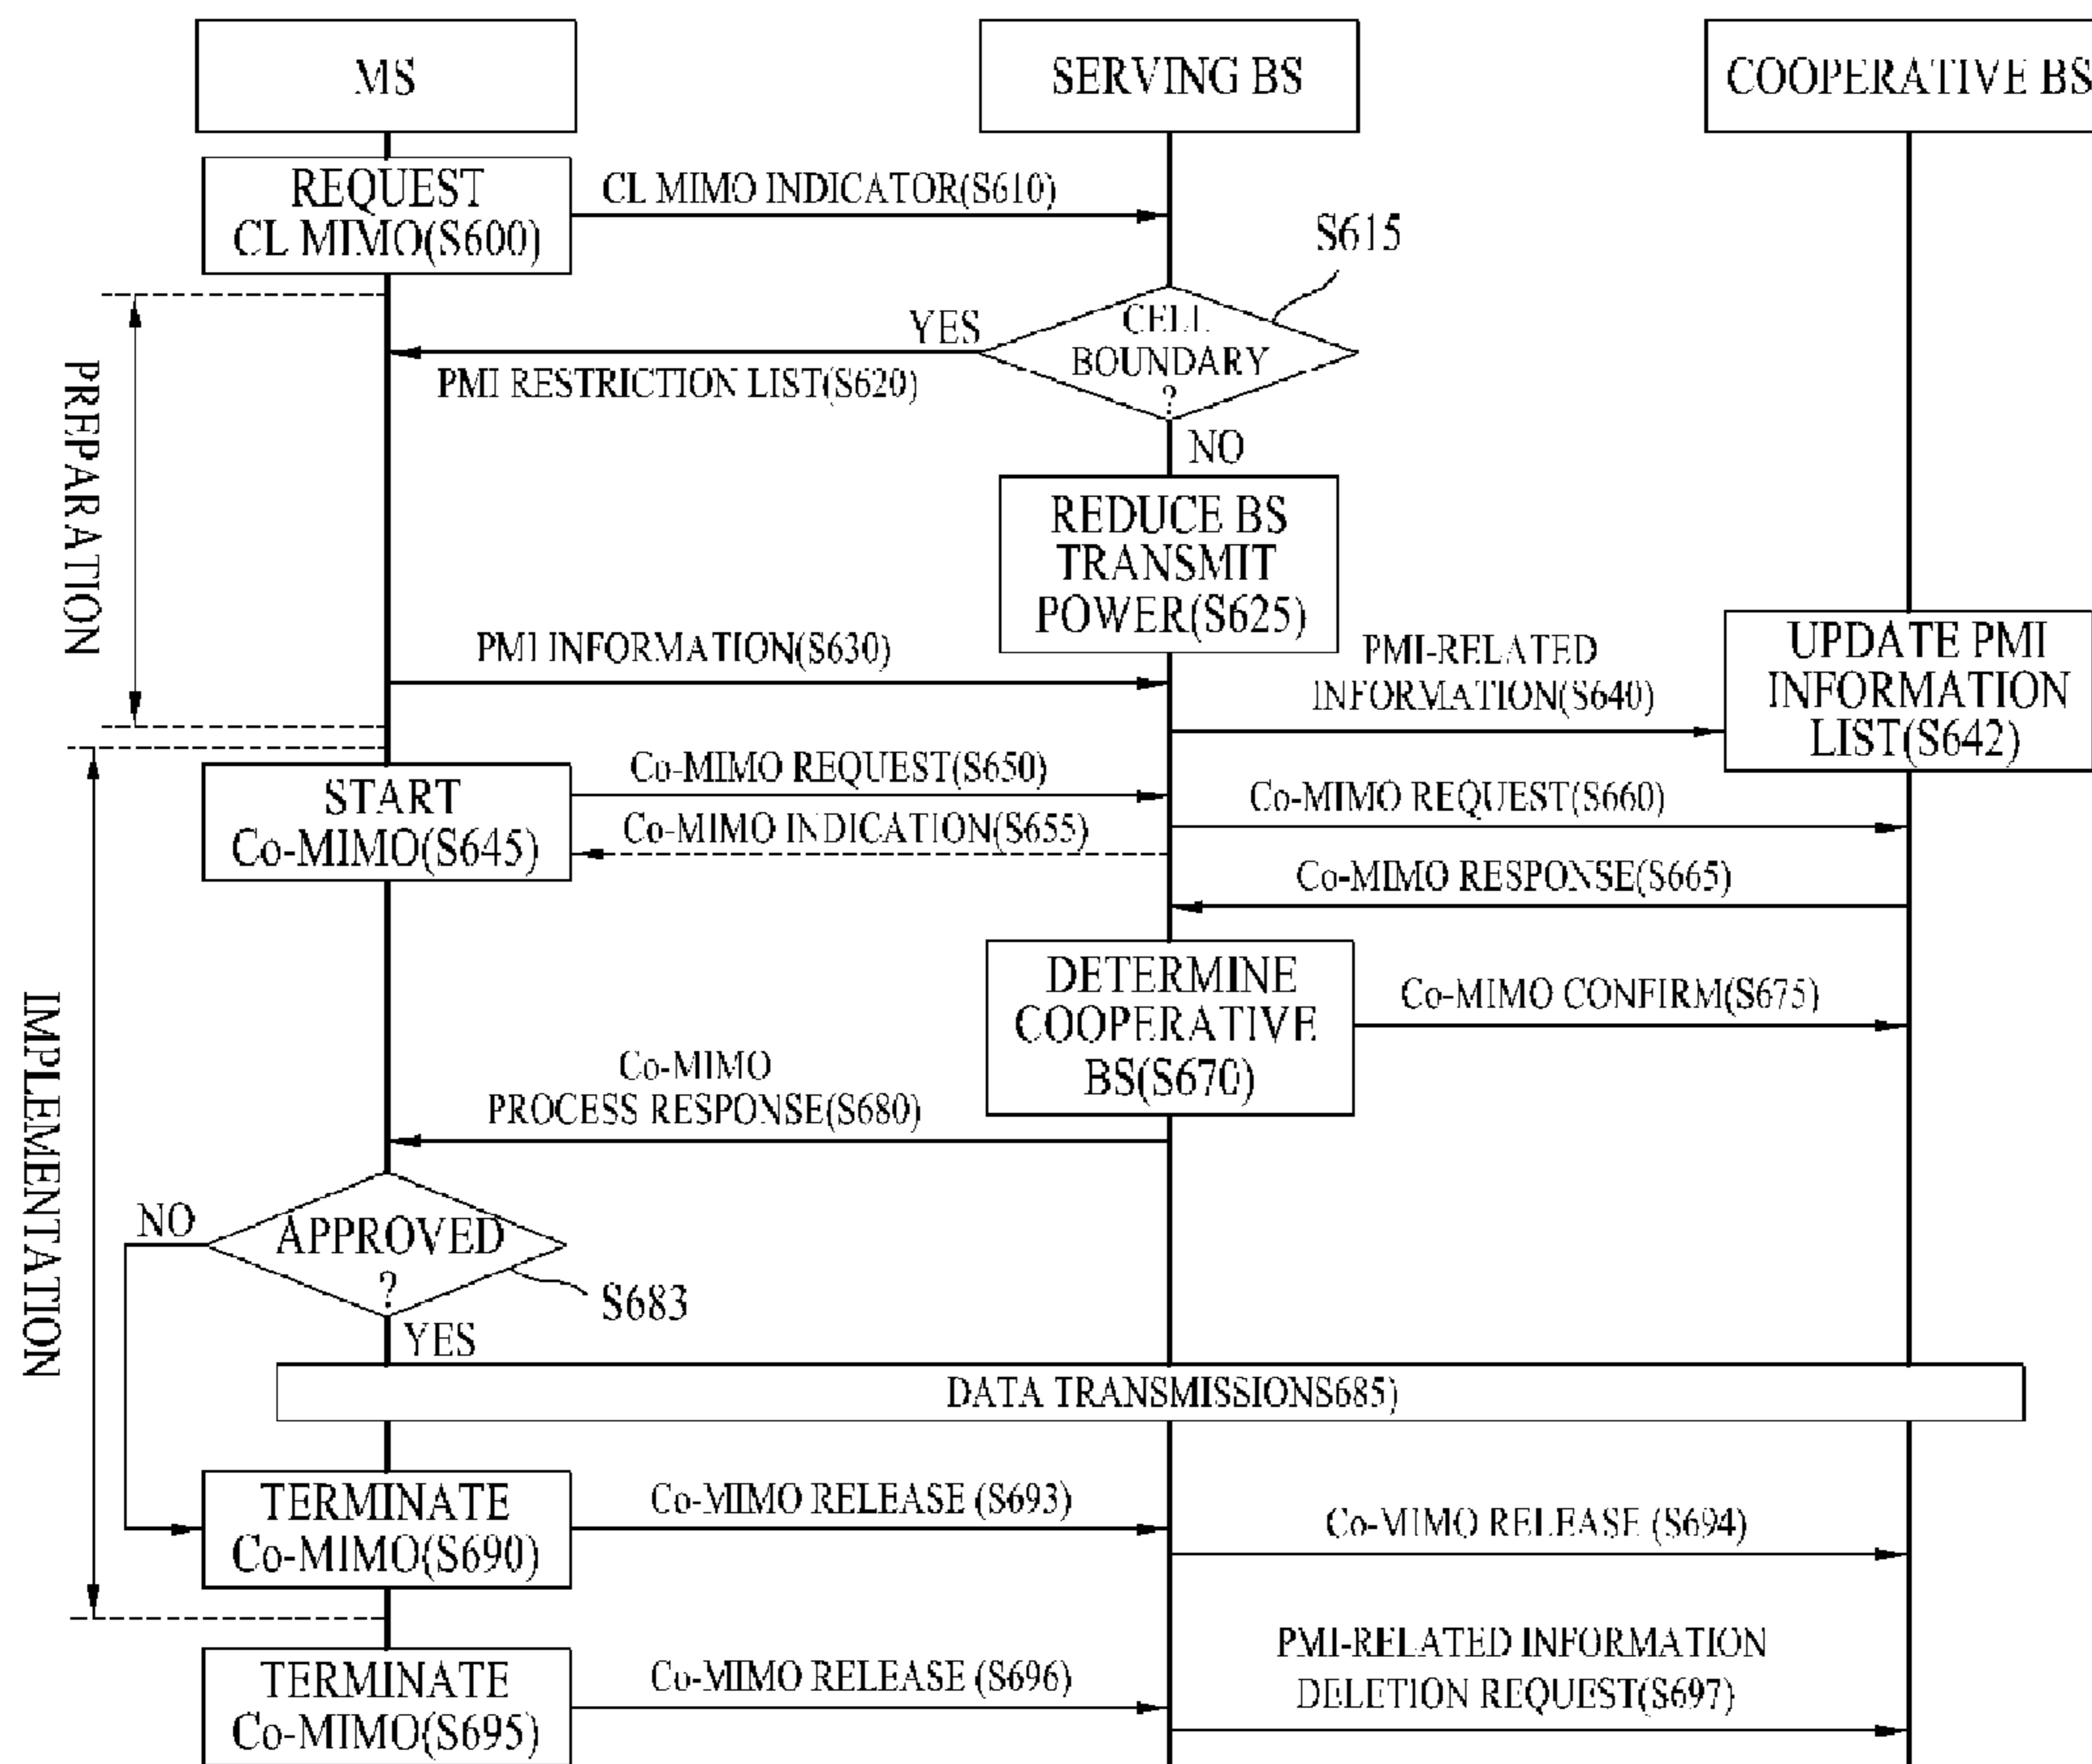 MS
SERVING BS
COOPERATIVE BS
REQUEST
CL MIMO(S600)
CL MIMO INDICATOR(S610)
S615
CELL
BOUNDARY
?
YES
PMI RESTRICTION LIST(S620)
NO
PREPARATION
REDUCE BS
TRANSMIT
POWER(S625)
PMI INFORMATION(S630)
PMI-RELATED
INFORMATION(S640)
UPDATE PMI
INFORMATION
LIST(S642)
START
Co-MIMO(S645)
Co-MIMO REQUEST(S650)
Co-MIMO INDICATION(S655)
Co-MIMO REQUEST(S660)
Co-MIMO RESPONSE(S665)
DETERMINE
COOPERATIVE
BS(S670)
Co-MIMO CONFIRM(S675)
Co-MIMO
PROCESS RESPONSE(S680)
IMPLEMENTATION
NO
APPROVED
?
S683
YES
DATA TRANSMISSIONS685)
TERMINATE
Co-MIMO(S690)
Co-MIMO RELEASE (S693)
Co-MIMO RELEASE (S694)
TERMINATE
Co-MIMO(S695)
Co-MIMO RELEASE (S696)
PMI-RELATED INFORMATION
DELETION REQUEST(S697)